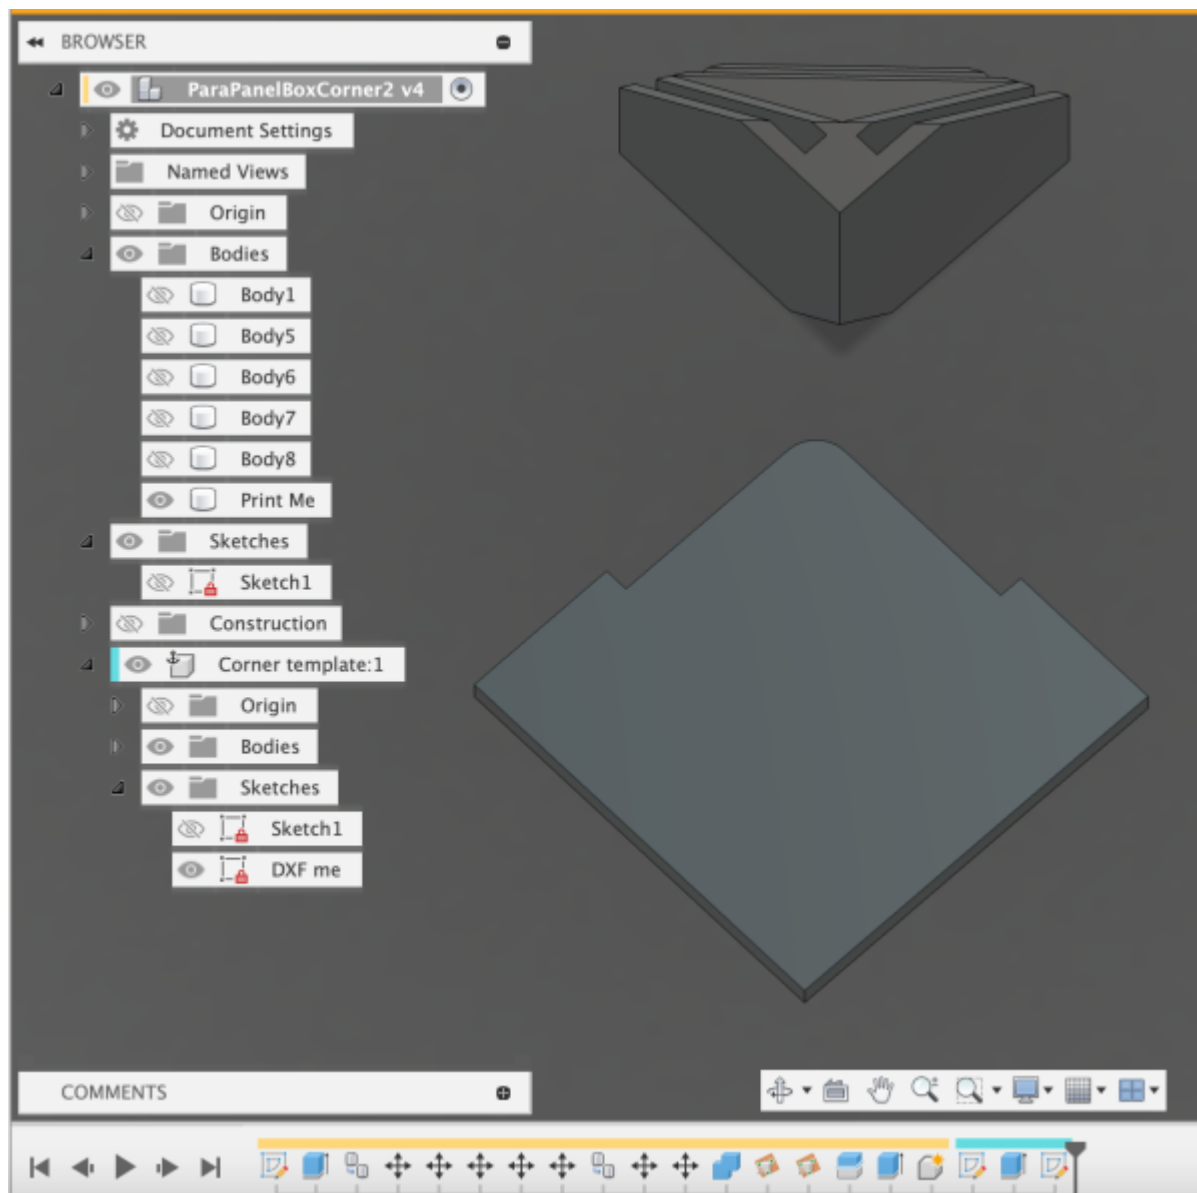 BROWSER
ParaPanelBoxCorner2 v4
Document Settings
Named Views
Origin
Bodies
Body1
Body5
Body6
Body7
Body8
Print Me
Sketches
Sketch1
Construction
Corner template:1
Origin
Bodies
Sketches
Sketch1
DXF me
COMMENTS